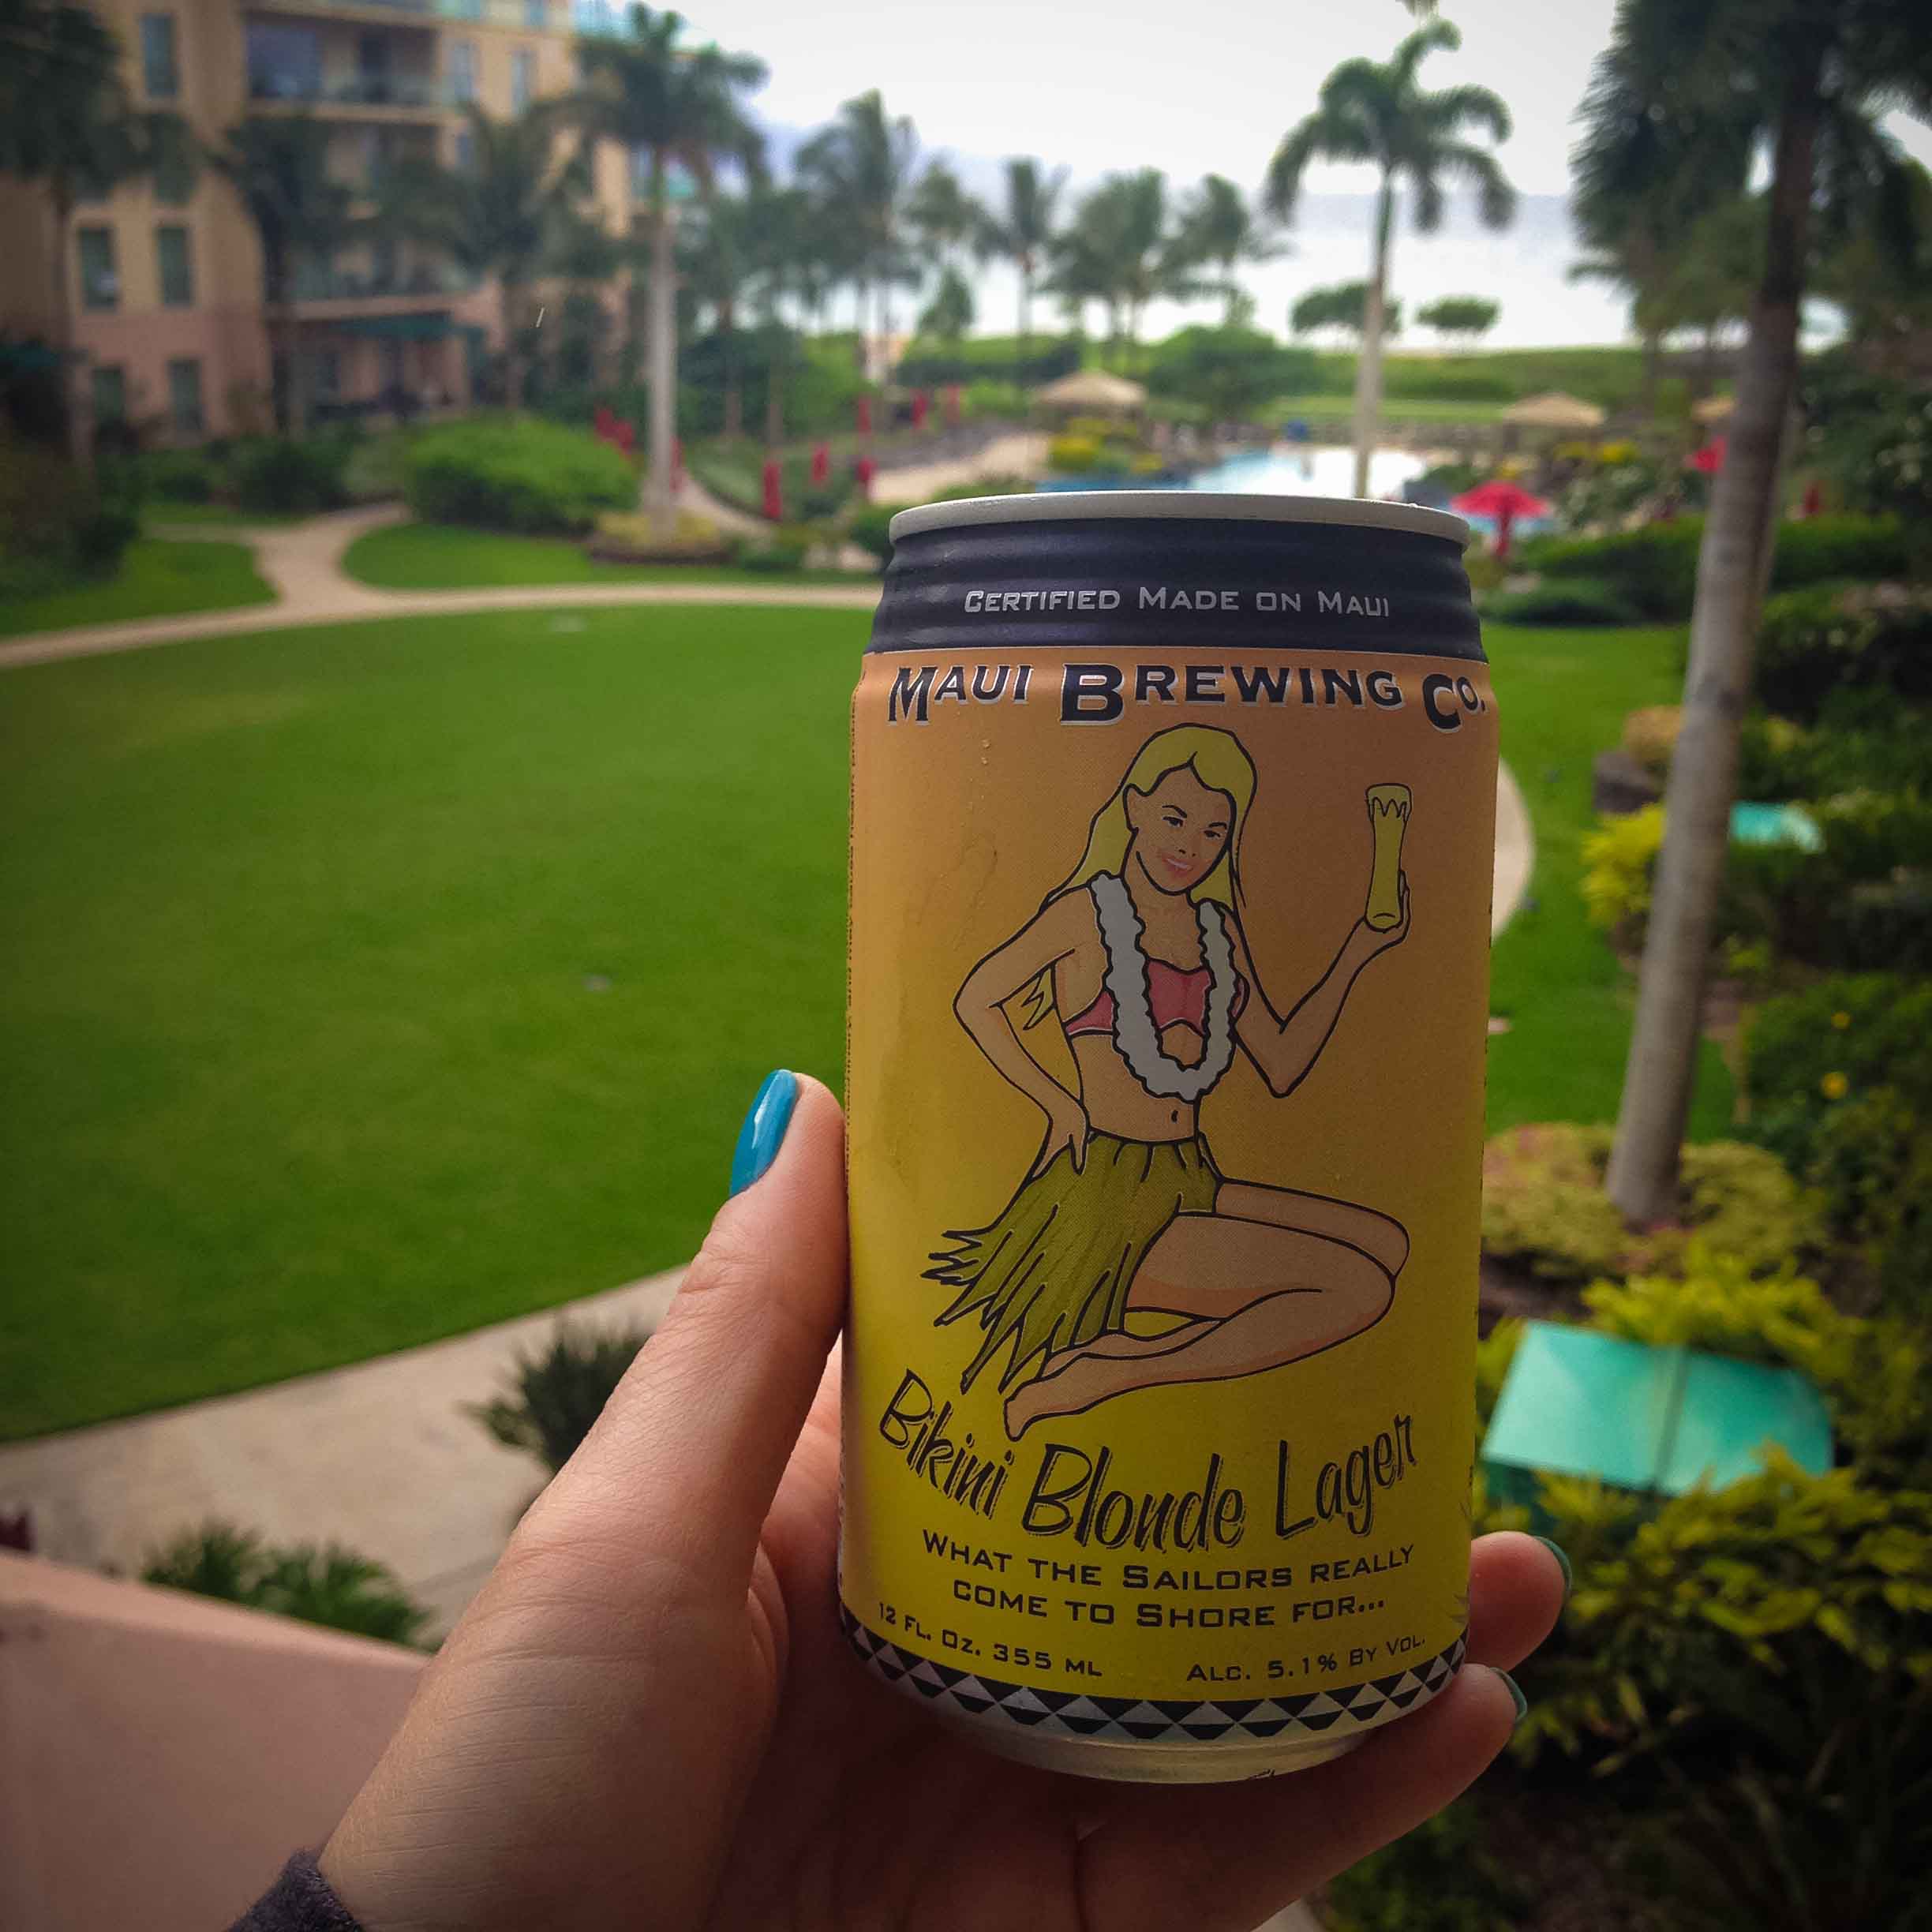 Certified Made on Maui
Maui Brewing Co.
Bikini Blonde Lager
What the Sailors really
come to Shore for...
12 Fl. Oz. 355 ml Alc. 5.1% By Vol.